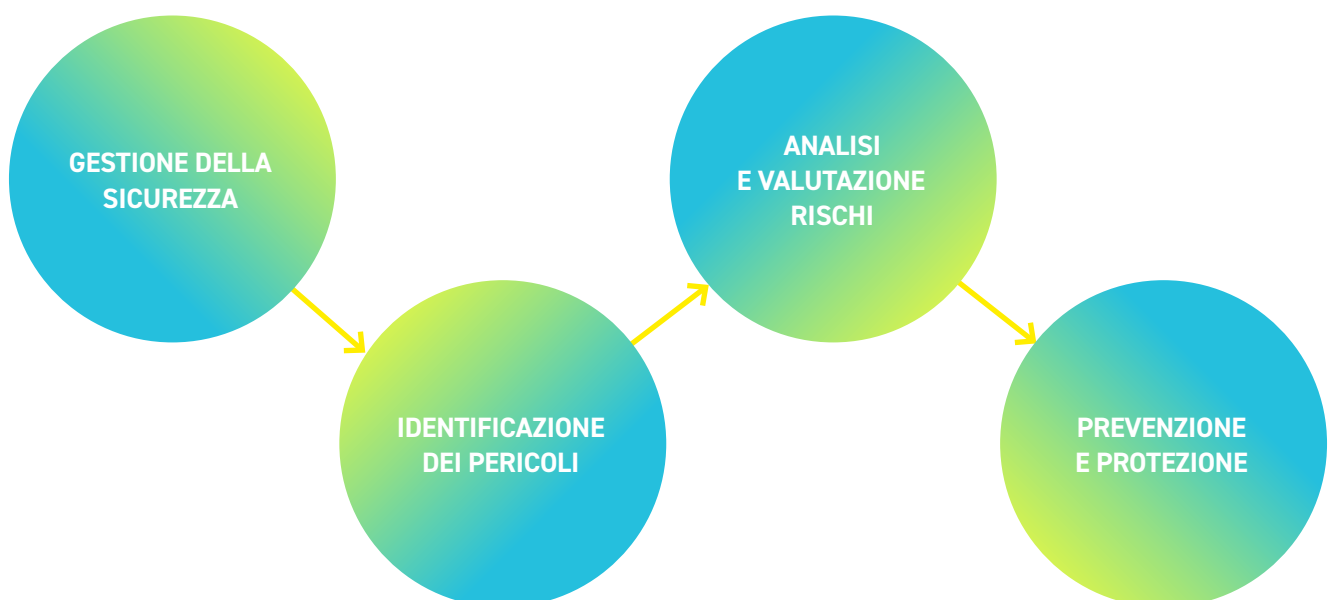 GESTIONE DELLA
SICUREZZA
IDENTIFICAZIONE
DEI PERICOLI
ANALISI
E VALUTAZIONE
RISCHI
PREVENZIONE
E PROTEZIONE